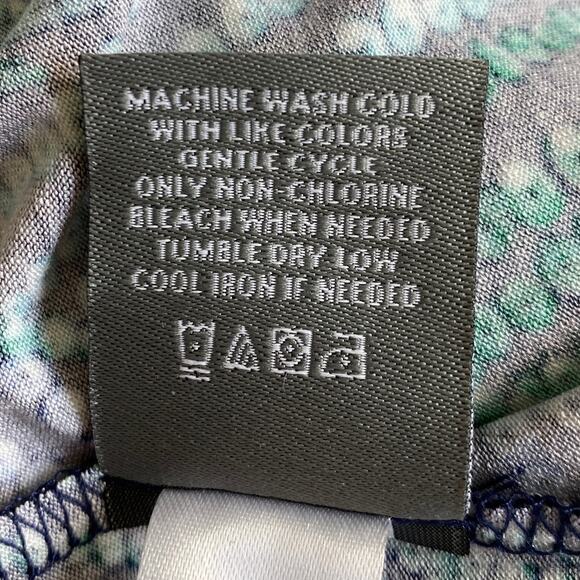 MACHINE WASH COLD
WITH LIKE COLORS
GENTLE CYCLE
ONLY NON-CHLORINE
BLEACH WHEN NEEDED
TUMBLE DRY LOW
COOL IRON IF NEEDED